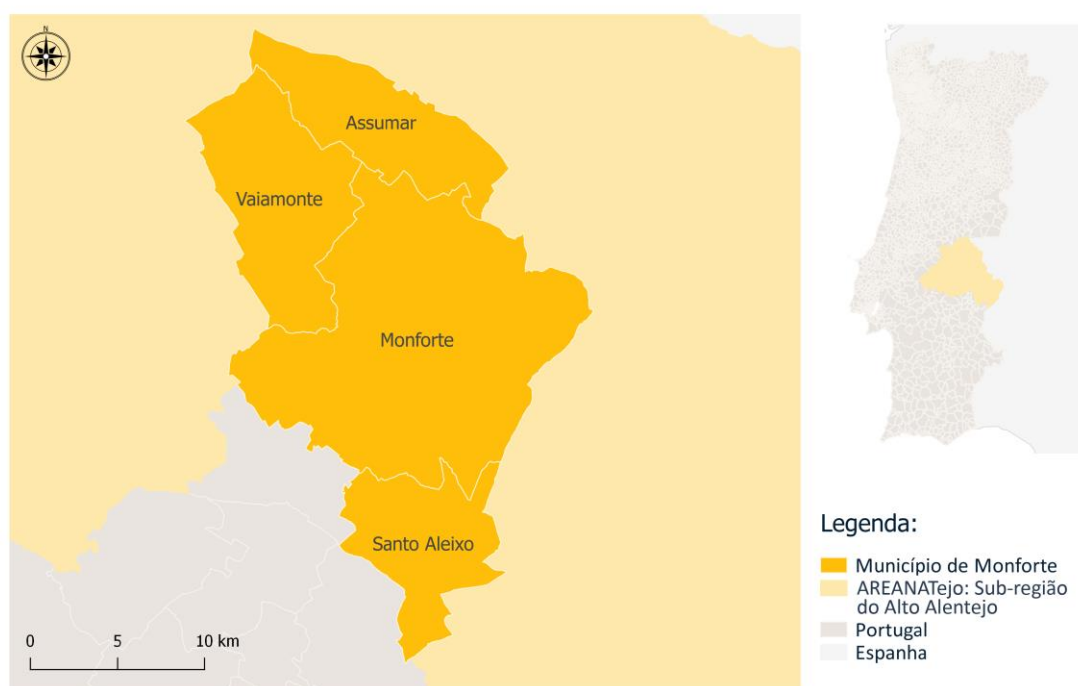 N
Assumar
Vaiamonte
Monforte
Santo Aleixo
0 5 10 km
Legenda:
Município de Monforte
AREANATejo: Sub-região
do Alto Alentejo
Portugal
Espanha